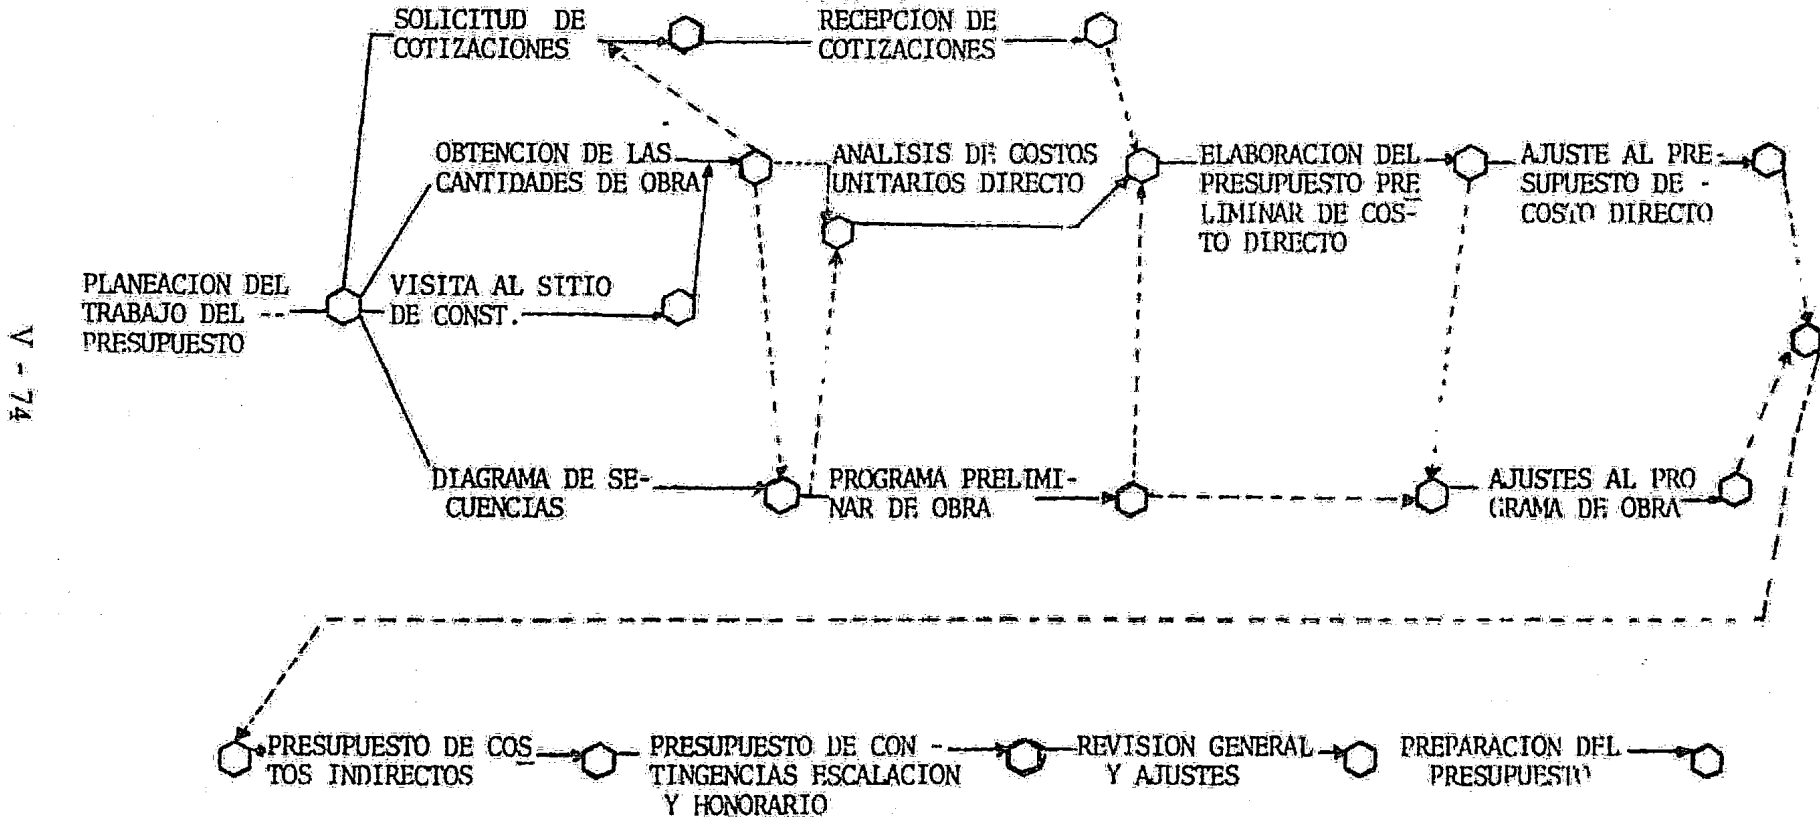 SOLICITUD DE
COTIZACIONES
RECEPCION DE
COTIZACIONES
OBTENCION DE LAS
CANTIDADES DE OBRA
ANALISIS DE COSTOS
UNITARIOS DIRECTO
ELABORACION DEL
PRESUPUESTO PRE
LIMINAR DE COS-
TO DIRECTO
AJUSTE AL PRE-
SUPUESTO DE -
COSTO DIRECTO
PLANEACION DEL
TRABAJO DEL
PRESUPUESTO
VISITA AL SITIO
DE CONST.
DIAGRAMA DE SE-
CUENCIAS
PROGRAMA PRELIMI-
NAR DE OBRA
AJUSTES AL PRO
GRAMA DE OBRA
V - 74
PRESUPUESTO DE COS
TOS INDIRECTOS
PRESUPUESTO DE CON -
TINGENCIAS ESCALACION
Y HONORARIO
REVISION GENERAL
Y AJUSTES
PREPARACION DEL
PRESUPUESTO